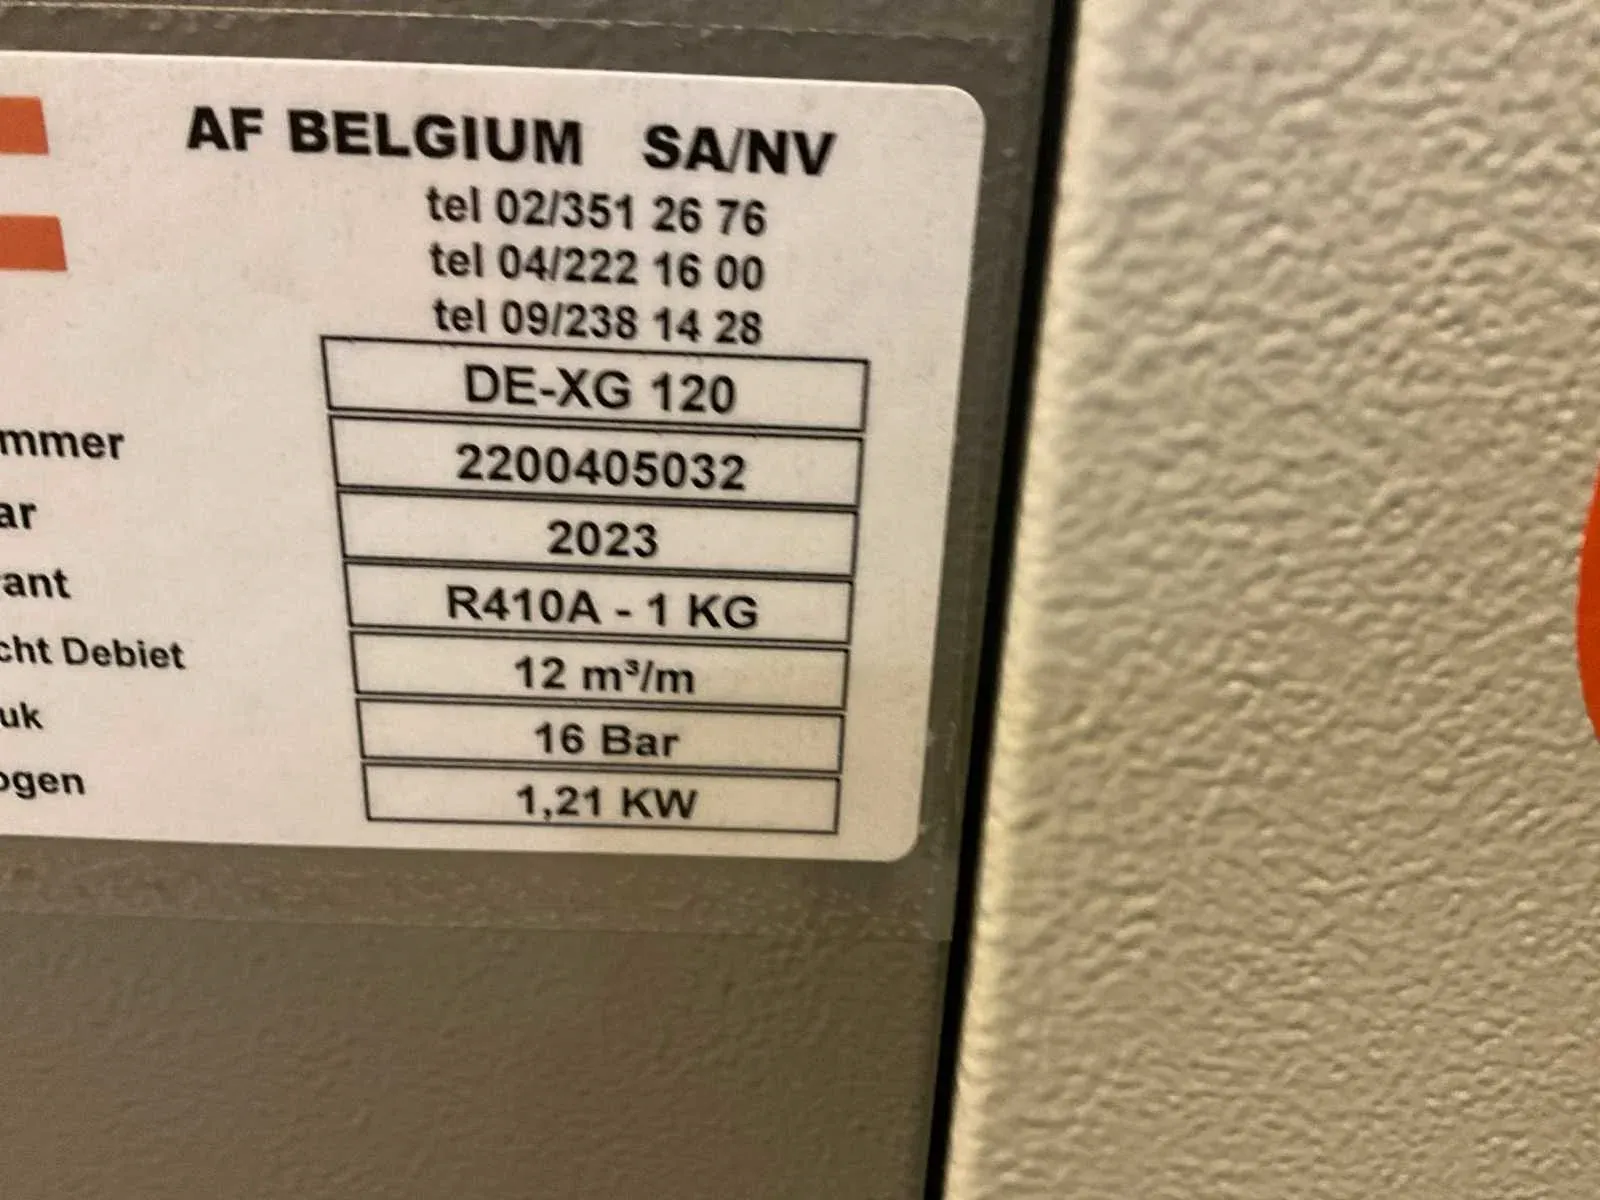 AF BELGIUM SA/NV
tel 02/351 26 76
tel 04/222 16 00
tel 09/238 14 28
DE-XG 120
mmer 2200405032
ar 2023
ant R410A - 1 KG
cht Debiet 12 m³/m
uk 16 Bar
ogen 1,21 KW